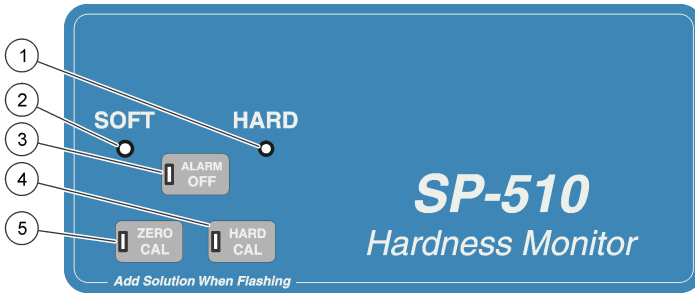 1
2
3
4
5
SOFT
HARD
ALARM
OFF
ZERO
CAL
HARD
CAL
Add Solution When Flashing
SP-510
Hardness Monitor